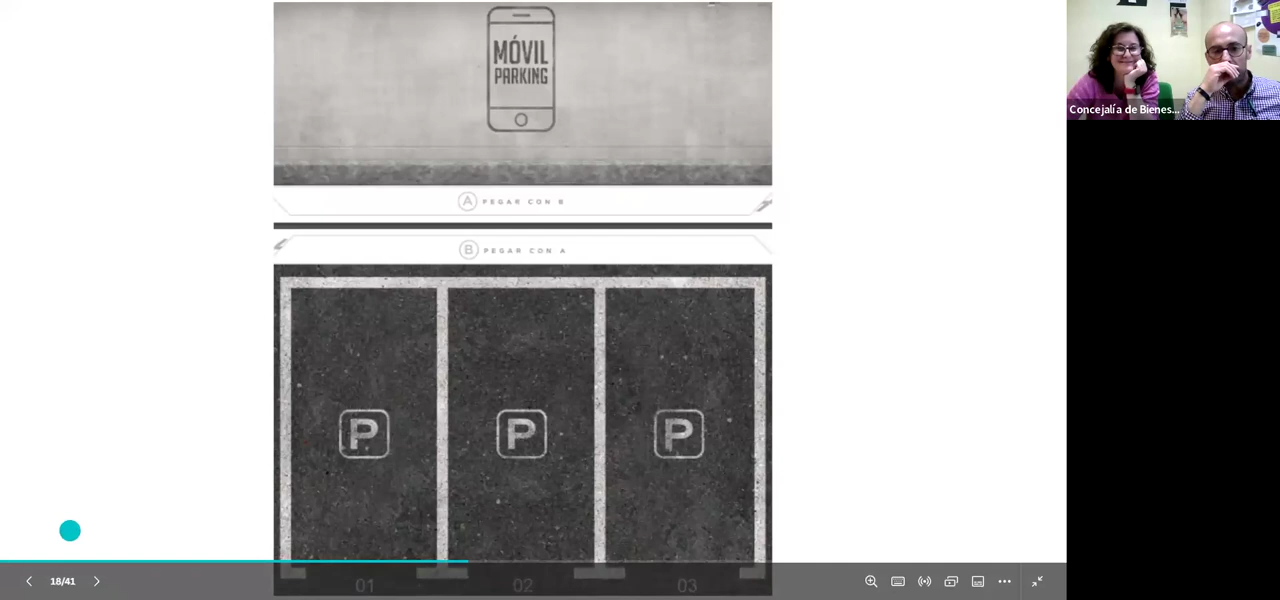 MÓVIL
PARKING
A PEGAR CON B
B PEGAR CON A
P P P
01 02 03
18/41
Concejalía de Bienes...